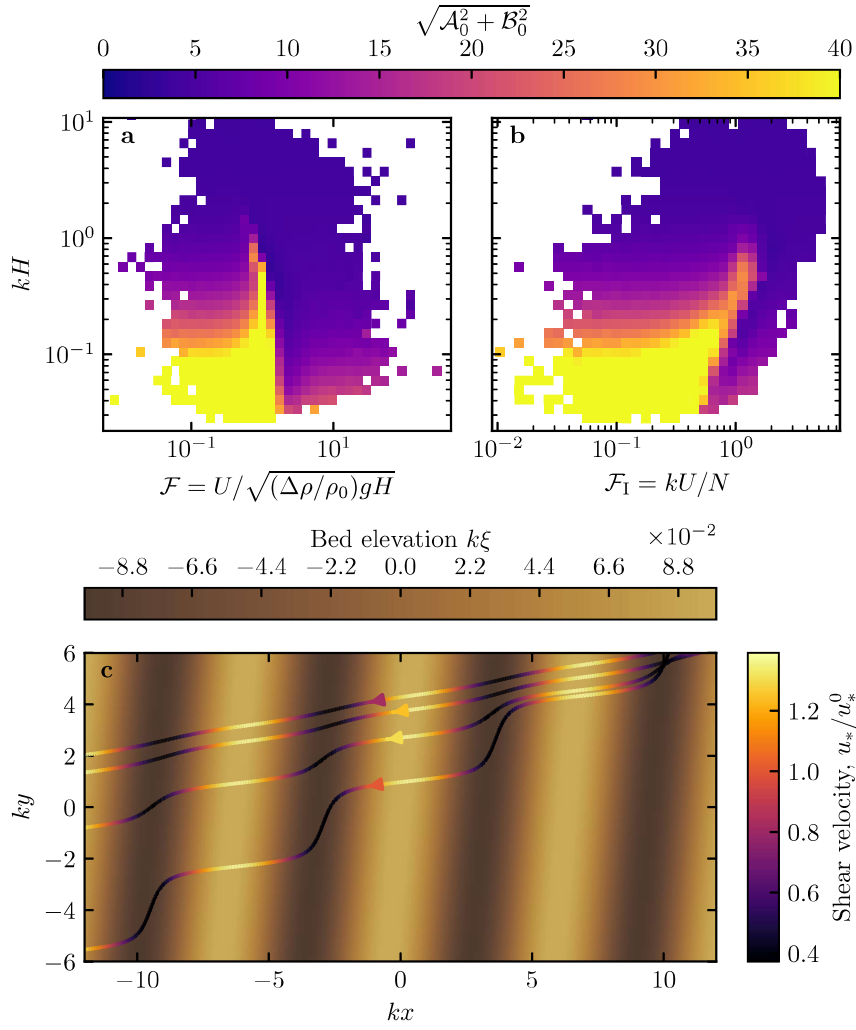 √(𝒜₀² + ℬ₀²)
0 5 10 15 20 25 30 35 40
a
b
10¹
10⁰
10⁻¹
kH
10⁻¹ 10¹
10⁻² 10⁻¹ 10⁰
ℱ = U/√((Δρ/ρ₀)gH)
ℱ_I = kU/N
Bed elevation kξ
×10⁻²
−8.8 −6.6 −4.4 −2.2 0.0 2.2 4.4 6.6 8.8
c
6
4
2
0
−2
−4
−6
ky
−10 −5 0 5 10
kx
1.2
1.0
0.8
0.6
0.4
Shear velocity, u_*/u_*⁰